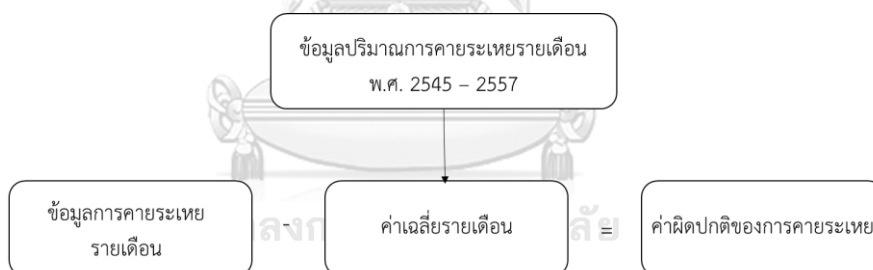 ข้อมูลปริมาณการคายระเหยรายเดือน
พ.ศ. 2545 – 2557
ข้อมูลการคายระเหย
รายเดือน
-
ค่าเฉลี่ยรายเดือน
=
ค่าผิดปกติของการคายระเหย